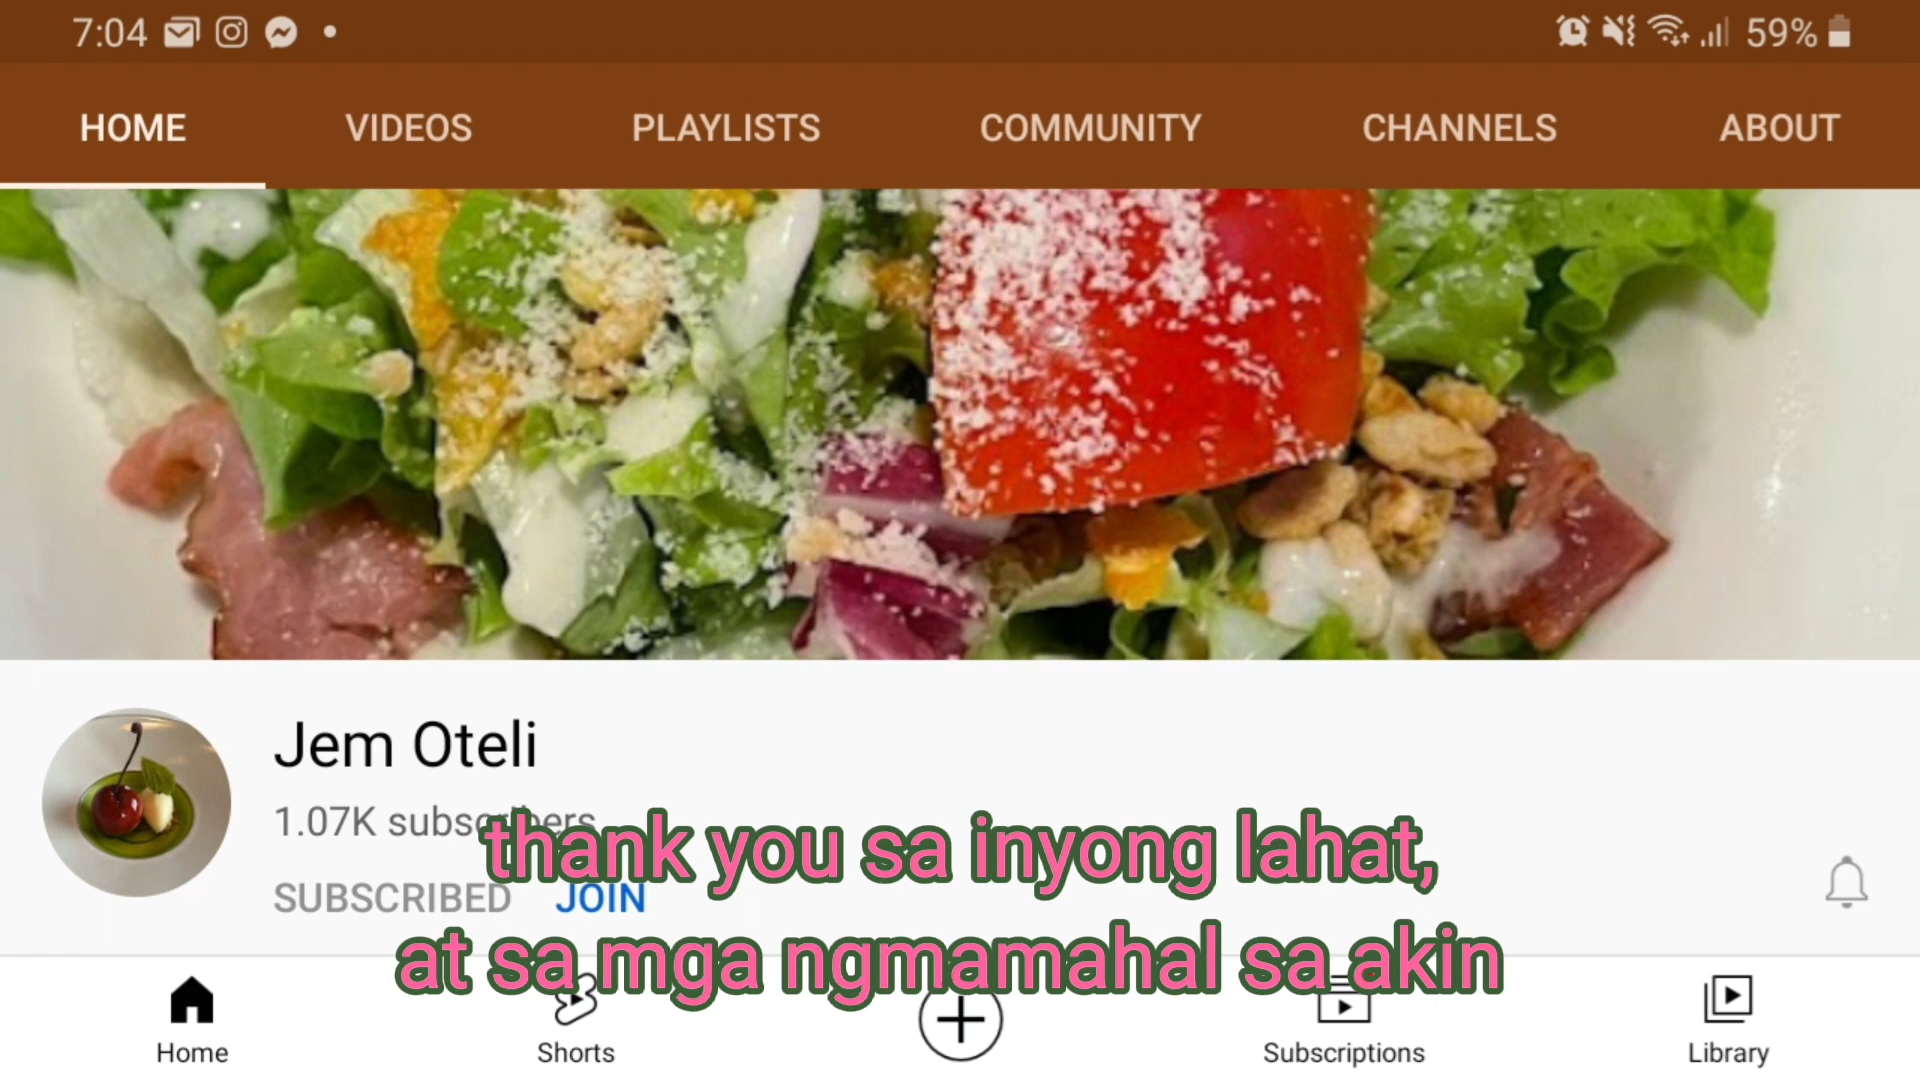 7:04
59%
HOME VIDEOS PLAYLISTS COMMUNITY CHANNELS ABOUT
Jem Oteli
1.07K subscribers
SUBSCRIBED JOIN
thank you sa inyong lahat,
at sa mga ngmamahal sa akin
Home Shorts Subscriptions Library